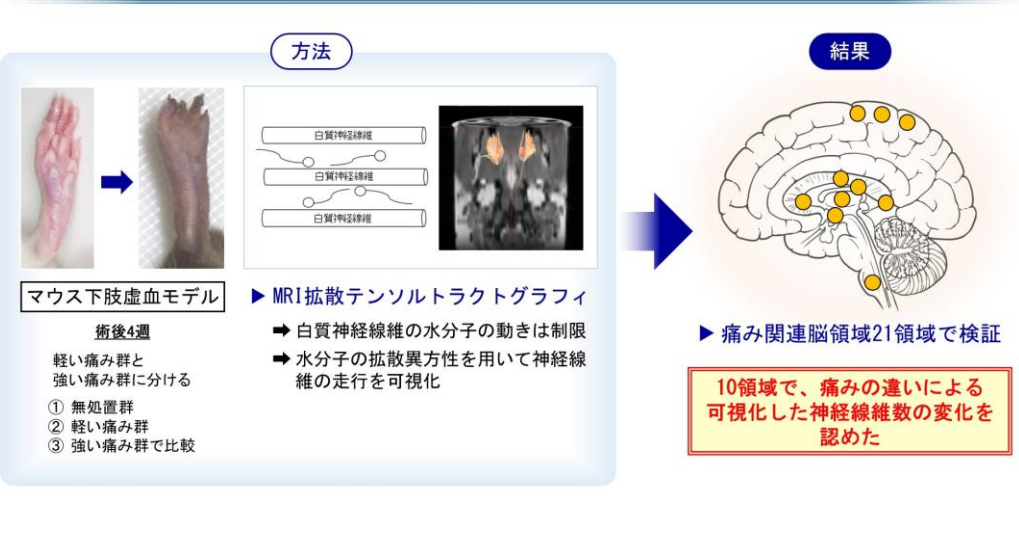 方法
結果
白質神経線維
白質神経線維
白質神経線維
マウス下肢虚血モデル
術後4週
軽い痛み群と
強い痛み群に分ける
① 無処置群
② 軽い痛み群
③ 強い痛み群で比較
▶ MRI拡散テンソルトラクトグラフィ
➡ 白質神経線維の水分子の動きは制限
➡ 水分子の拡散異方性を用いて神経線
維の走行を可視化
▶ 痛み関連脳領域21領域で検証
10領域で、痛みの違いによる
可視化した神経線維数の変化を
認めた